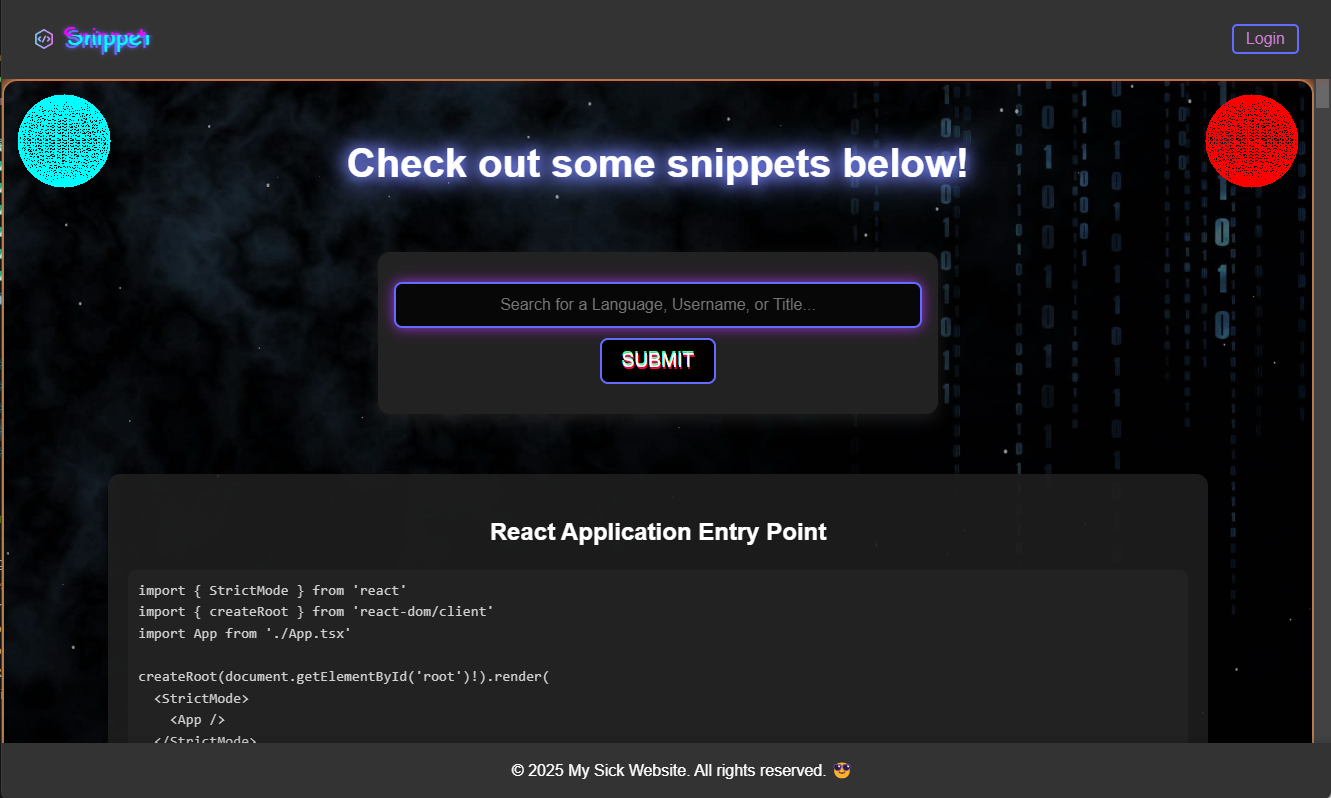 Snippet
Login
Check out some snippets below!
Search for a Language, Username, or Title...
SUBMIT
React Application Entry Point
import { StrictMode } from 'react'
import { createRoot } from 'react-dom/client'
import App from './App.tsx'
createRoot(document.getElementById('root')!).render(
  <StrictMode>
    <App />
  </StrictMode>
© 2025 My Sick Website. All rights reserved. 😎